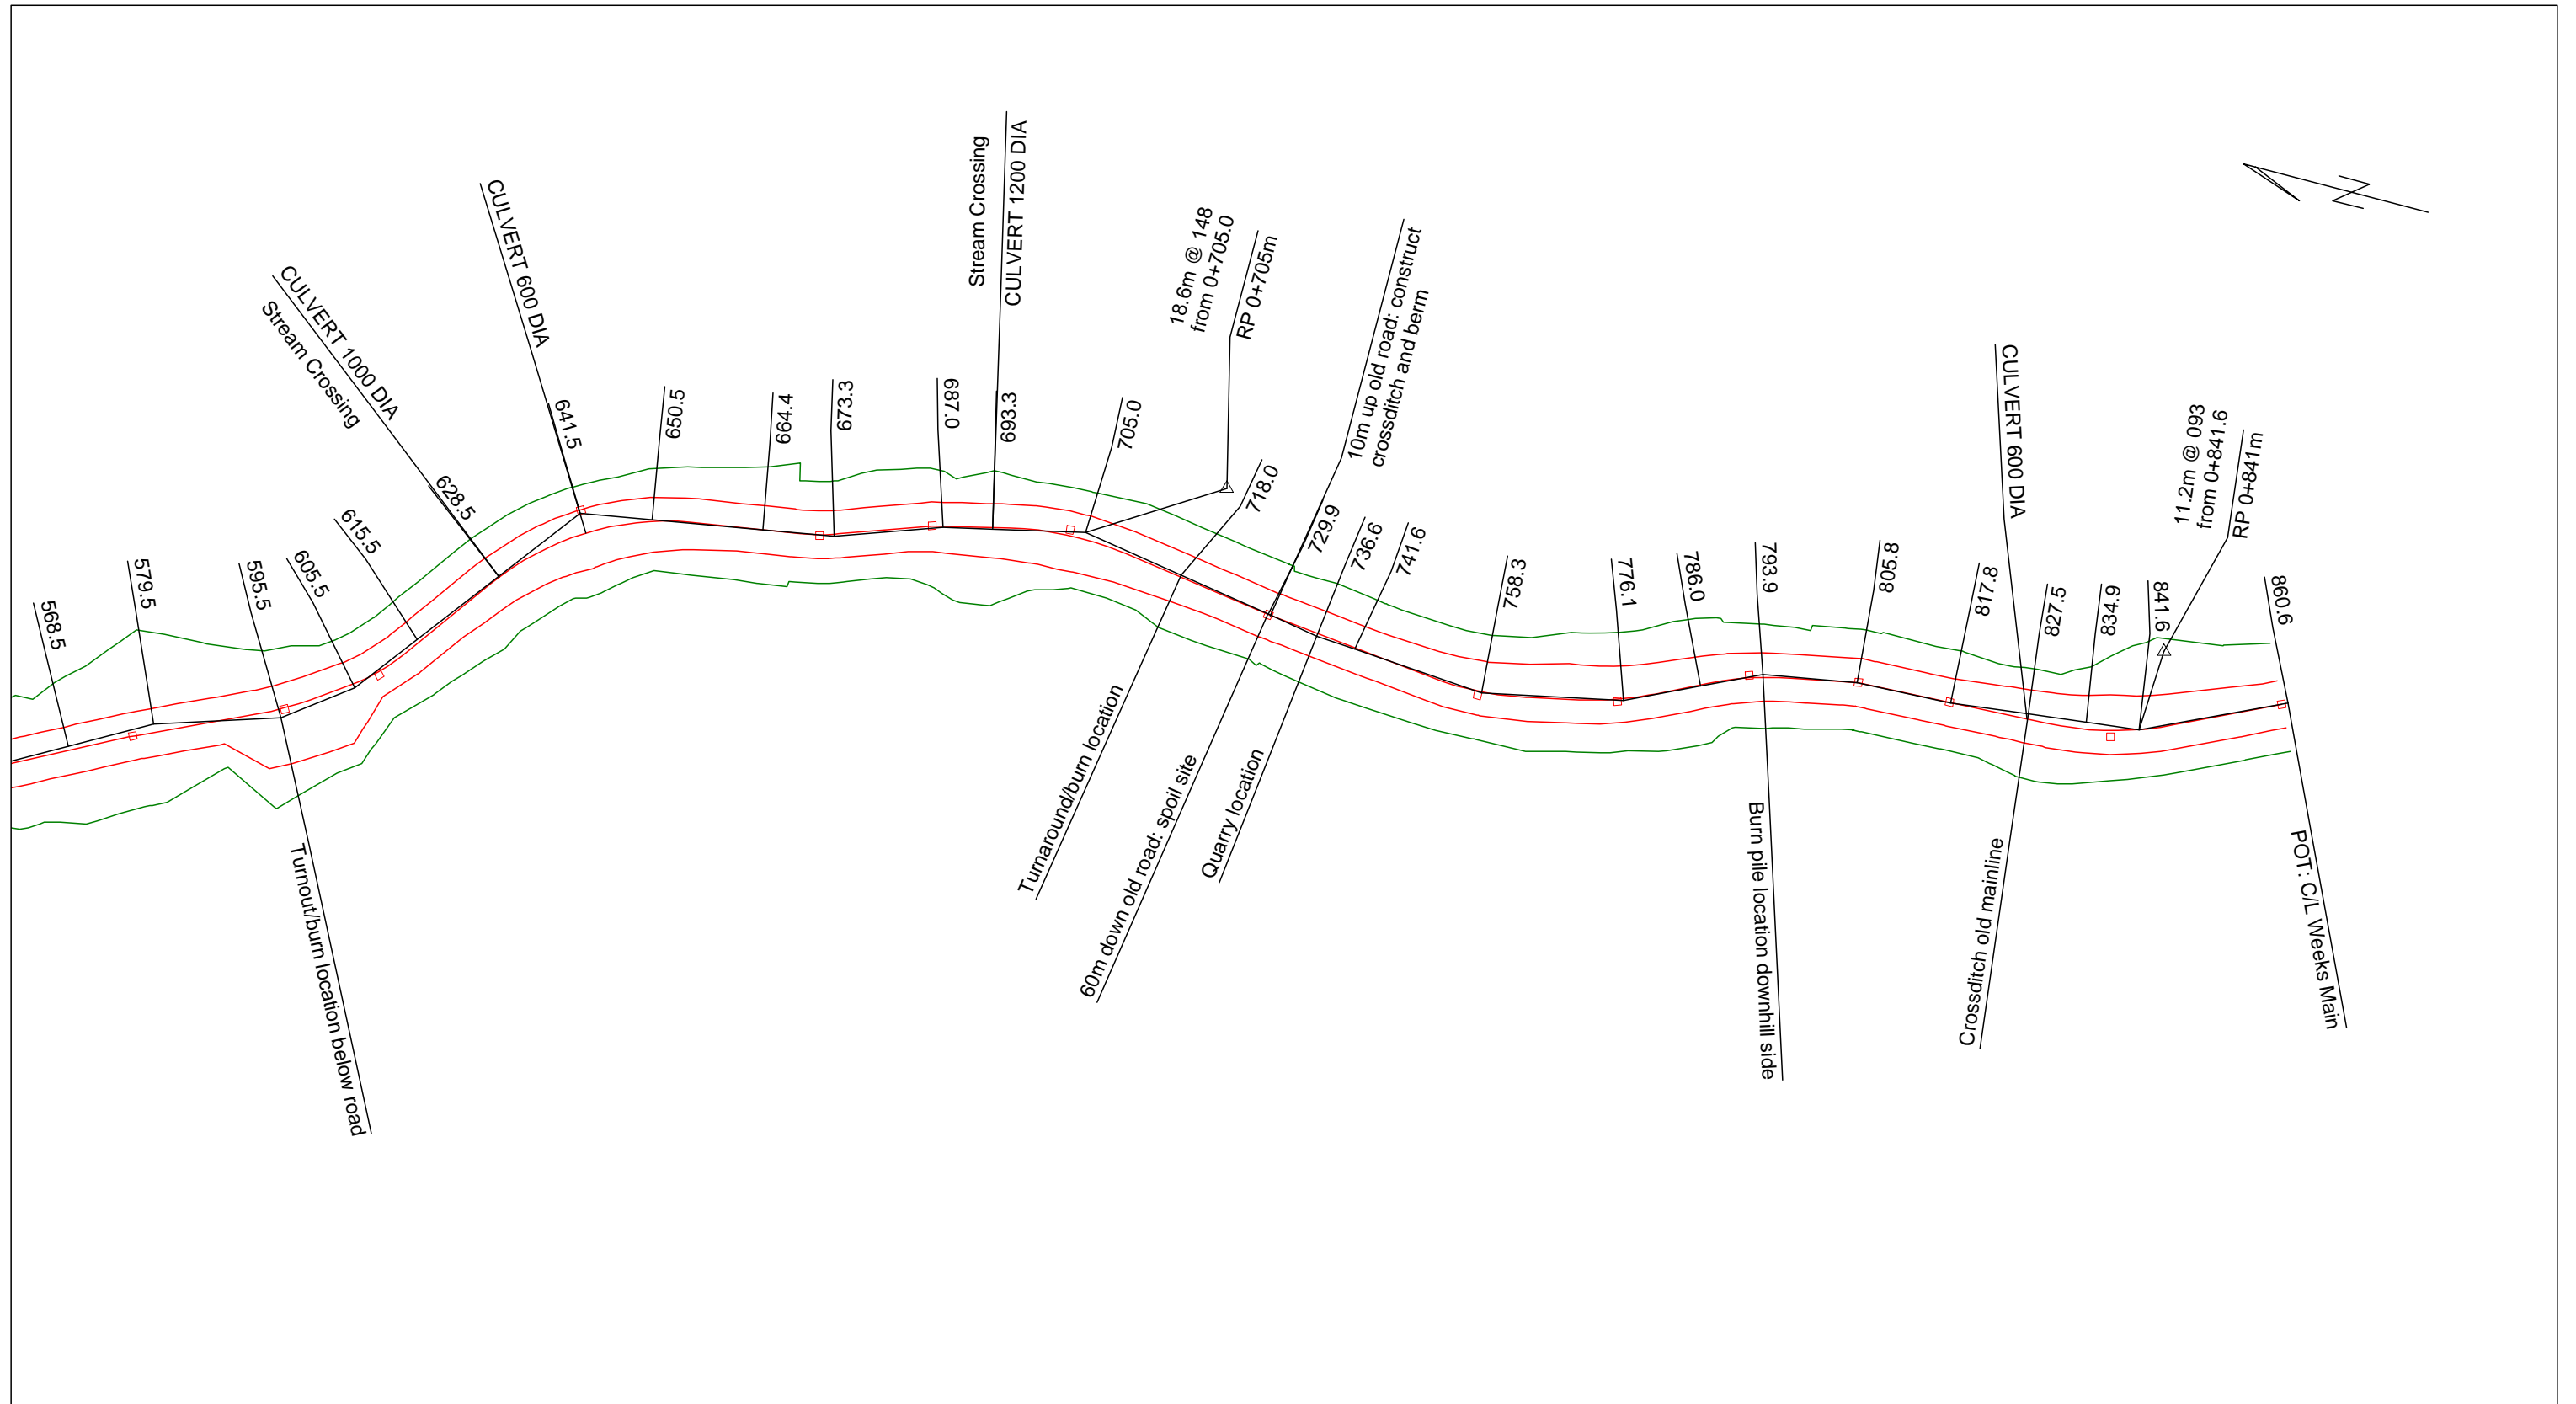 568.5
579.5
595.5
605.5
615.5
628.5
CULVERT 1000 DIA
Stream Crossing
641.5
CULVERT 600 DIA
650.5
664.4
673.3
687.0
Stream Crossing
CULVERT 1200 DIA
693.3
705.0
18.6m @ 148
from 0+705.0
RP 0+705m
718.0
10m up old road: construct
crossditch and berm
729.9
736.6
741.6
758.3
776.1
786.0
793.9
805.8
817.8
CULVERT 600 DIA
827.5
834.9
841.6
11.2m @ 093
from 0+841.6
RP 0+841m
860.6
N
Turnout/burn location below road
Turnaround/burn location
60m down old road: spoil site
Quarry location
Burn pile location downhill side
Crossditch old mainline
POT: C/L Weeks Main